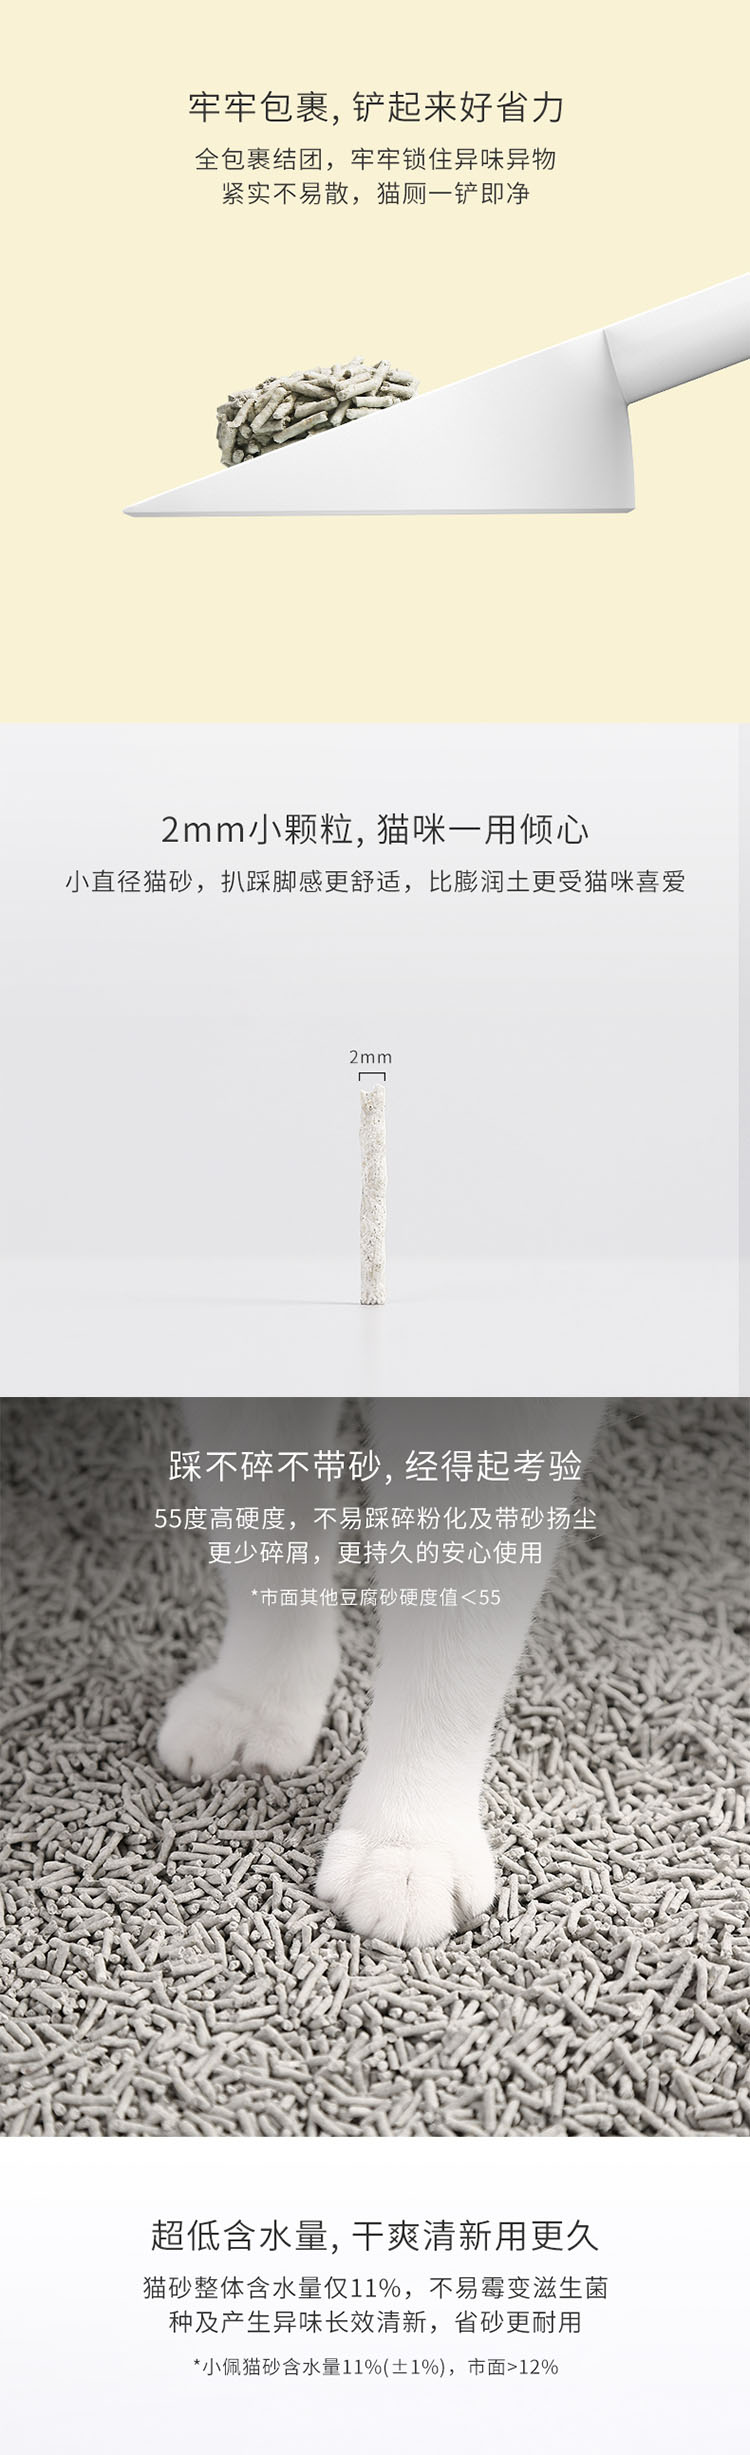 牢牢包裹, 铲起来好省力
全包裹结团，牢牢锁住异味异物
紧实不易散，猫厕一铲即净
2mm小颗粒, 猫咪一用倾心
小直径猫砂，扒踩脚感更舒适，比膨润土更受猫咪喜爱
2mm
踩不碎不带砂, 经得起考验
55度高硬度，不易踩碎粉化及带砂扬尘
更少碎屑，更持久的安心使用
*市面其他豆腐砂硬度值＜55
超低含水量, 干爽清新用更久
猫砂整体含水量仅11%，不易霉变滋生菌
种及产生异味长效清新，省砂更耐用
*小佩猫砂含水量11%(±1%)，市面>12%